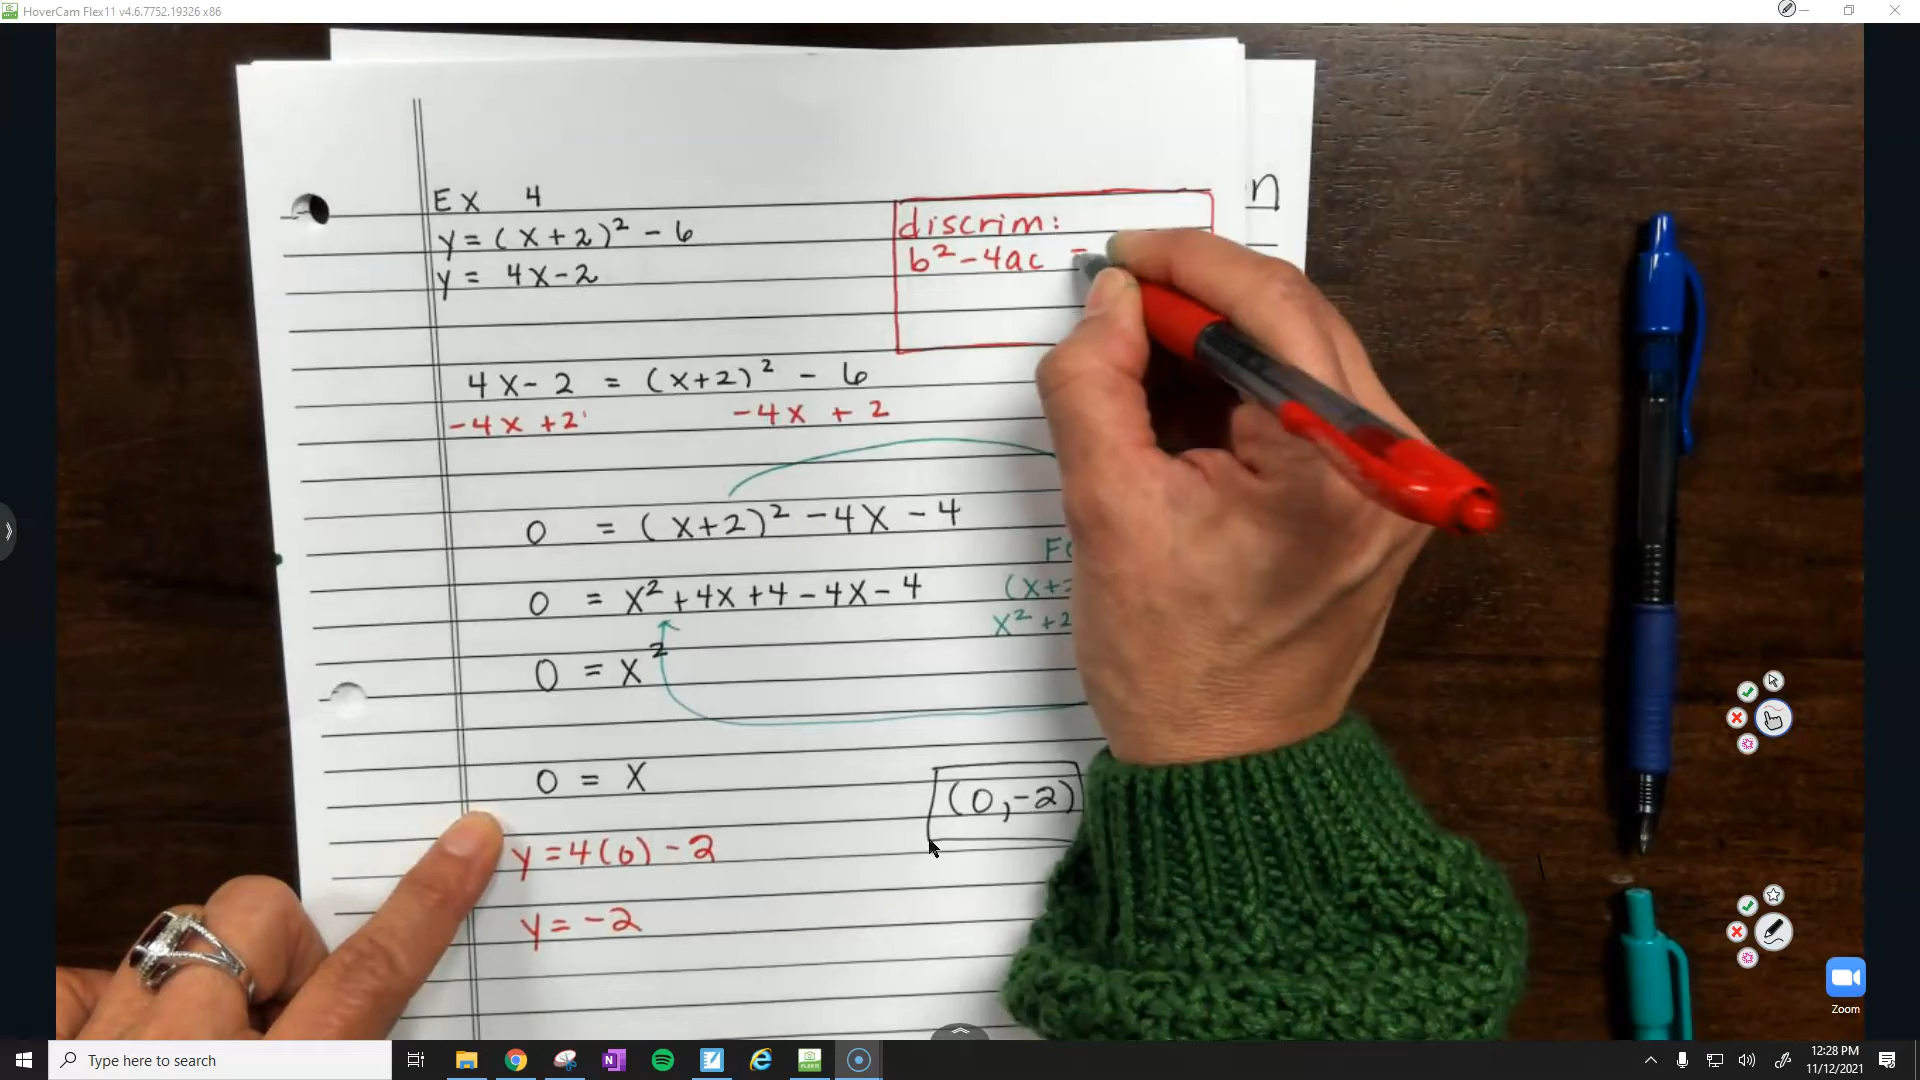 HoverCam Flex11 v4.6.7752.19326 x86
n
EX 4
y = (x+2)² - 6
y = 4x-2
discrim:
b²-4ac =
4x-2 = (x+2)² - 6
-4x +2 -4x + 2
0 = (x+2)² -4x -4
0 = x² +4x +4 -4x -4
(x+
x² +2
0 = x²
0 = x
(0,-2)
y = 4(0) -2
y = -2
Zoom
Type here to search
12:28 PM
11/12/2021